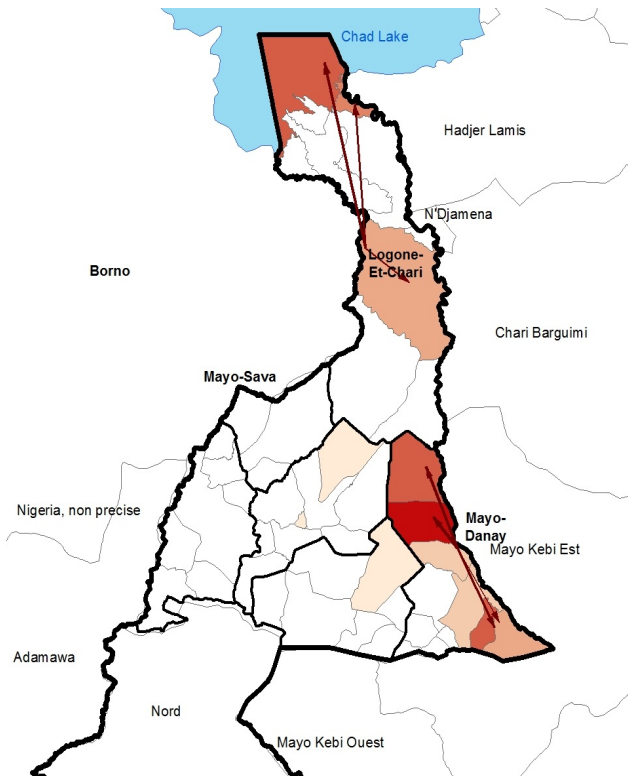 Chad Lake
Hadjer Lamis
N'Djamena
Logone-
Et-Chari
Borno
Chari Barguimi
Mayo-Sava
Nigeria, non precise
Mayo-
Danay
Mayo Kebi Est
Adamawa
Nord
Mayo Kebi Ouest